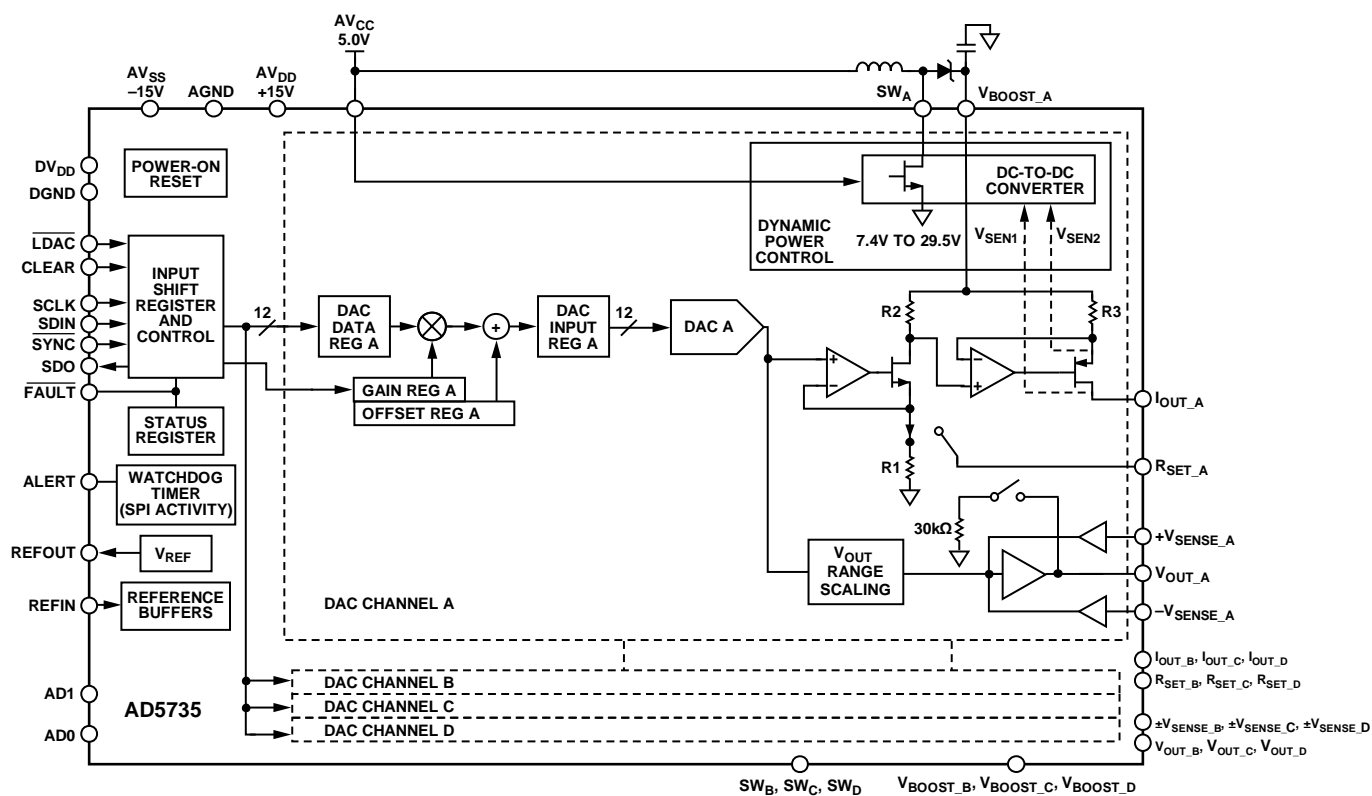 AVCC
5.0V
AVSS
–15V
AGND
AVDD
+15V
SWA
VBOOST_A
DVDD
DGND
POWER-ON
RESET
DC-TO-DC
CONVERTER
DYNAMIC
POWER
CONTROL
7.4V TO 29.5V
VSEN1
VSEN2
LDAC
CLEAR
SCLK
SDIN
SYNC
SDO
FAULT
INPUT
SHIFT
REGISTER
AND
CONTROL
12
DAC
DATA
REG A
+
DAC
INPUT
REG A
12
DAC A
GAIN REG A
OFFSET REG A
R2
R3
+
–
–
+
R1
IOUT_A
RSET_A
STATUS
REGISTER
ALERT
WATCHDOG
TIMER
(SPI ACTIVITY)
30kΩ
REFOUT
VREF
REFIN
REFERENCE
BUFFERS
VOUT
RANGE
SCALING
+VSENSE_A
VOUT_A
–VSENSE_A
DAC CHANNEL A
DAC CHANNEL B
DAC CHANNEL C
DAC CHANNEL D
AD1
AD0
AD5735
IOUT_B, IOUT_C, IOUT_D
RSET_B, RSET_C, RSET_D
±VSENSE_B, ±VSENSE_C, ±VSENSE_D
VOUT_B, VOUT_C, VOUT_D
SWB, SWC, SWD
VBOOST_B, VBOOST_C, VBOOST_D